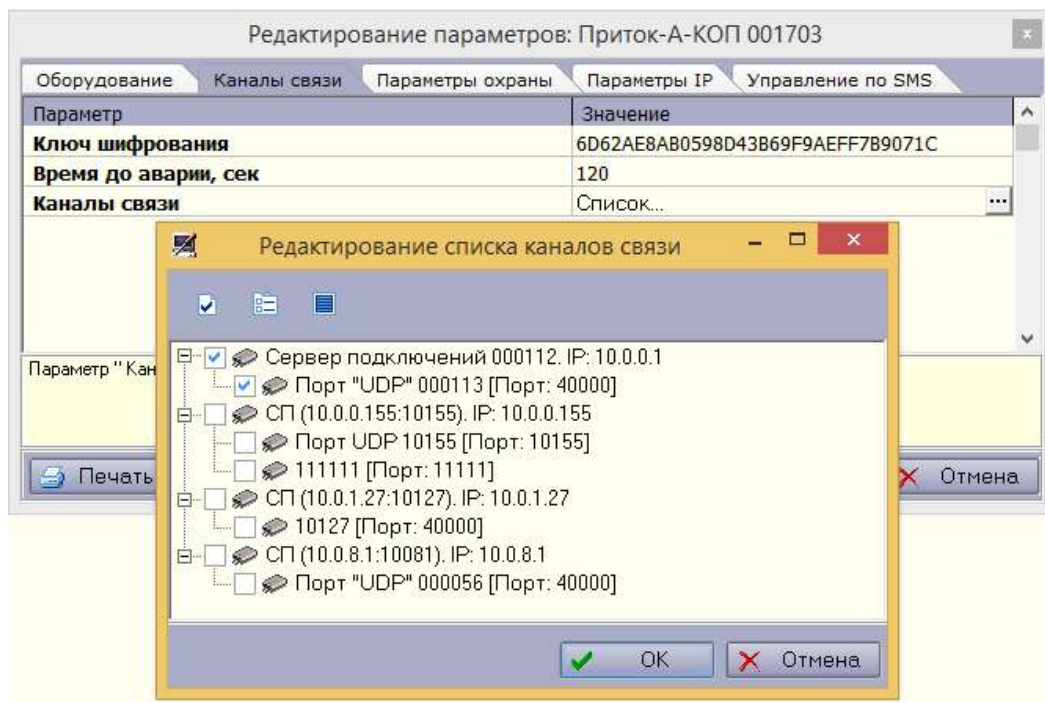 Редактирование параметров: Приток-А-КОП 001703
Оборудование Каналы связи Параметры охраны Параметры IP Управление по SMS
Параметр Значение
Ключ шифрования 6D62AE8AB0598D43B69F9AEFF7B9071C
Время до аварии, сек 120
Каналы связи Список... ...
Редактирование списка каналов связи
Сервер подключений 000112. IP: 10.0.0.1
Порт "UDP" 000113 [Порт: 40000]
СП (10.0.0.155:10155). IP: 10.0.0.155
Порт UDP 10155 [Порт: 10155]
111111 [Порт: 11111]
СП (10.0.1.27:10127). IP: 10.0.1.27
10127 [Порт: 40000]
СП (10.0.8.1:10081). IP: 10.0.8.1
Порт "UDP" 000056 [Порт: 40000]
Параметр "Кан
Печать Отмена
OK Отмена